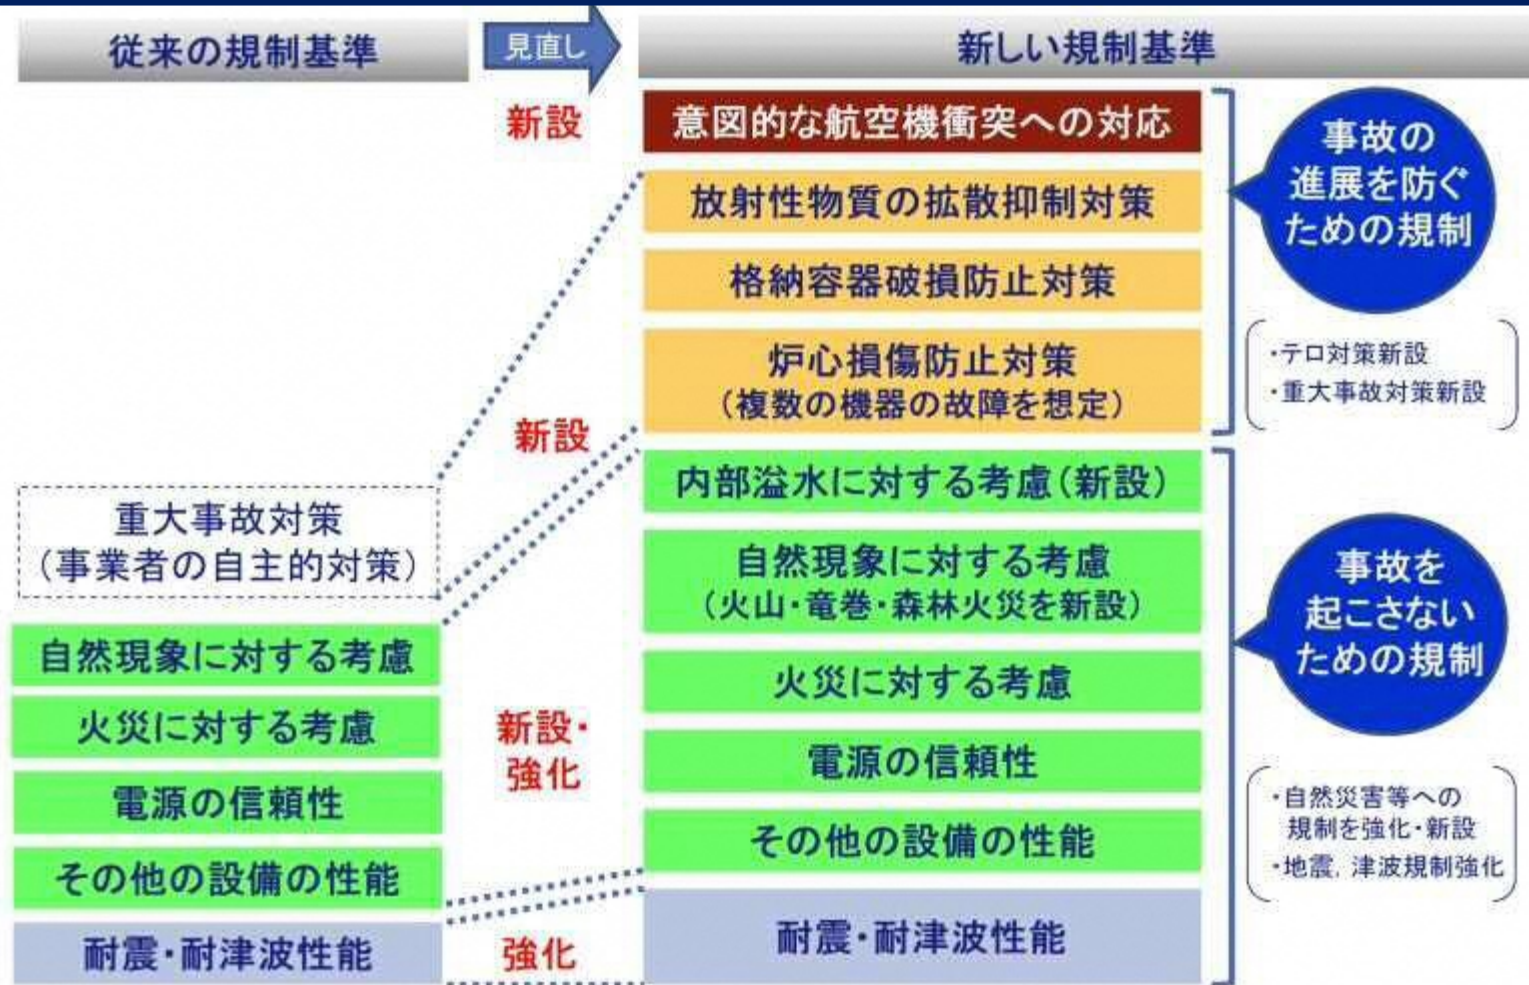 従来の規制基準
見直し
新しい規制基準
新設
意図的な航空機衝突への対応
放射性物質の拡散抑制対策
格納容器破損防止対策
炉心損傷防止対策
（複数の機器の故障を想定）
事故の
進展を防ぐ
ための規制
・テロ対策新設
・重大事故対策新設
新設
重大事故対策
（事業者の自主的対策）
自然現象に対する考慮
火災に対する考慮
電源の信頼性
その他の設備の性能
耐震・耐津波性能
新設・
強化
強化
内部溢水に対する考慮（新設）
自然現象に対する考慮
（火山・竜巻・森林火災を新設）
火災に対する考慮
電源の信頼性
その他の設備の性能
耐震・耐津波性能
事故を
起こさない
ための規制
・自然災害等への
規制を強化・新設
・地震，津波規制強化